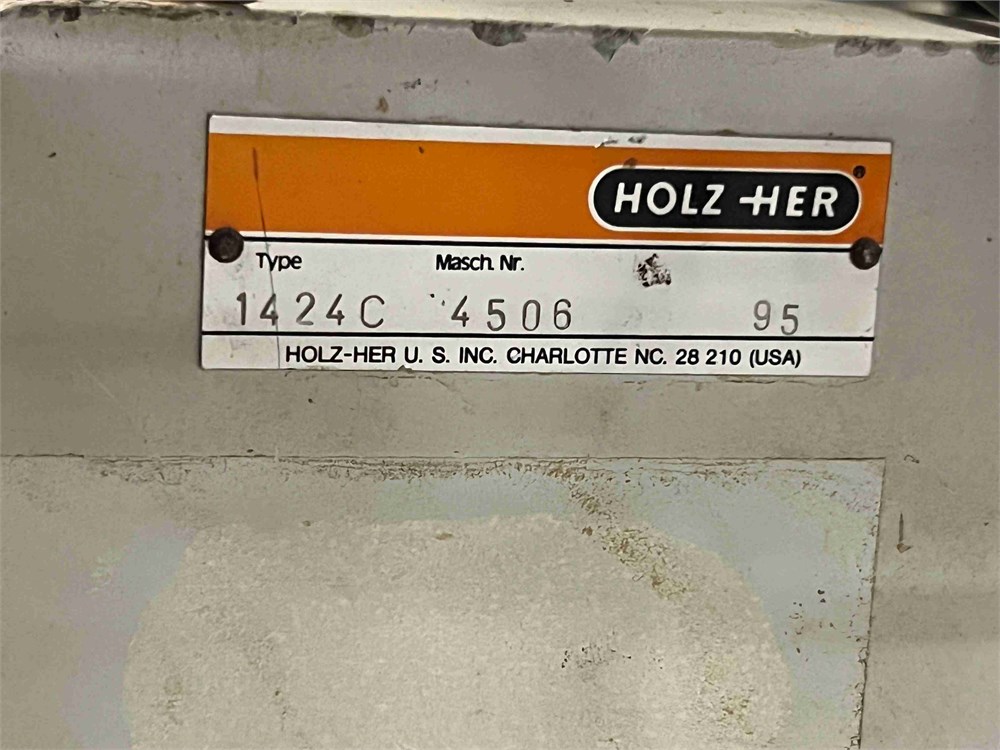 HOLZ-HER
Type Masch. Nr.
1424C 4506 95
HOLZ-HER U. S. INC. CHARLOTTE NC. 28 210 (USA)